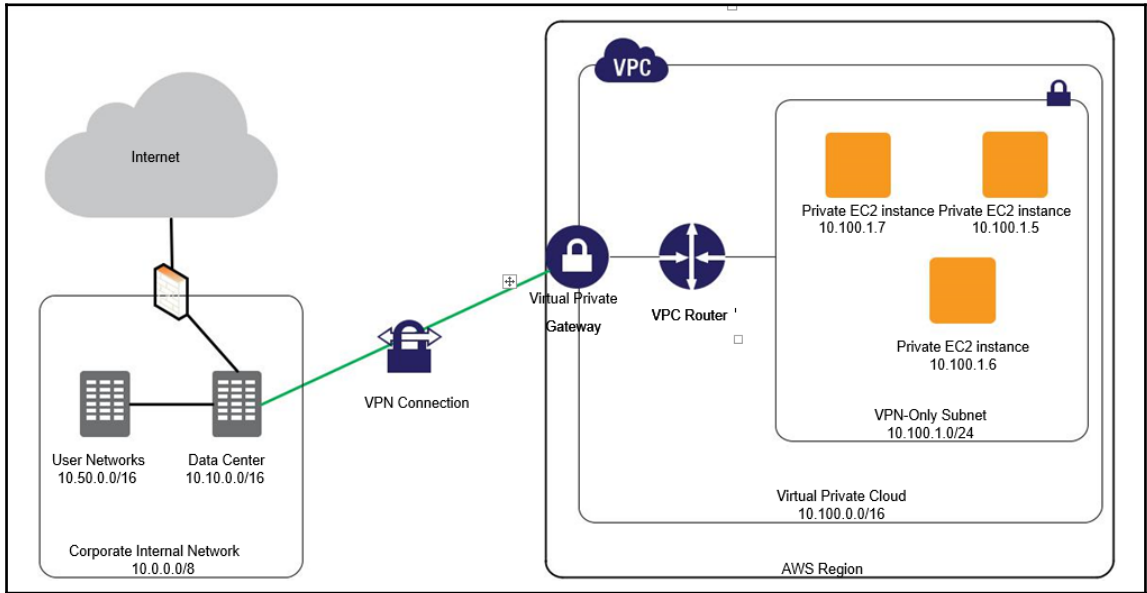 VPC
Internet
Private EC2 instance
10.100.1.7
Private EC2 instance
10.100.1.5
Virtual Private
Gateway
VPC Router '
Private EC2 instance
10.100.1.6
VPN Connection
VPN-Only Subnet
10.100.1.0/24
User Networks
10.50.0.0/16
Data Center
10.10.0.0/16
Virtual Private Cloud
10.100.0.0/16
Corporate Internal Network
10.0.0.0/8
AWS Region